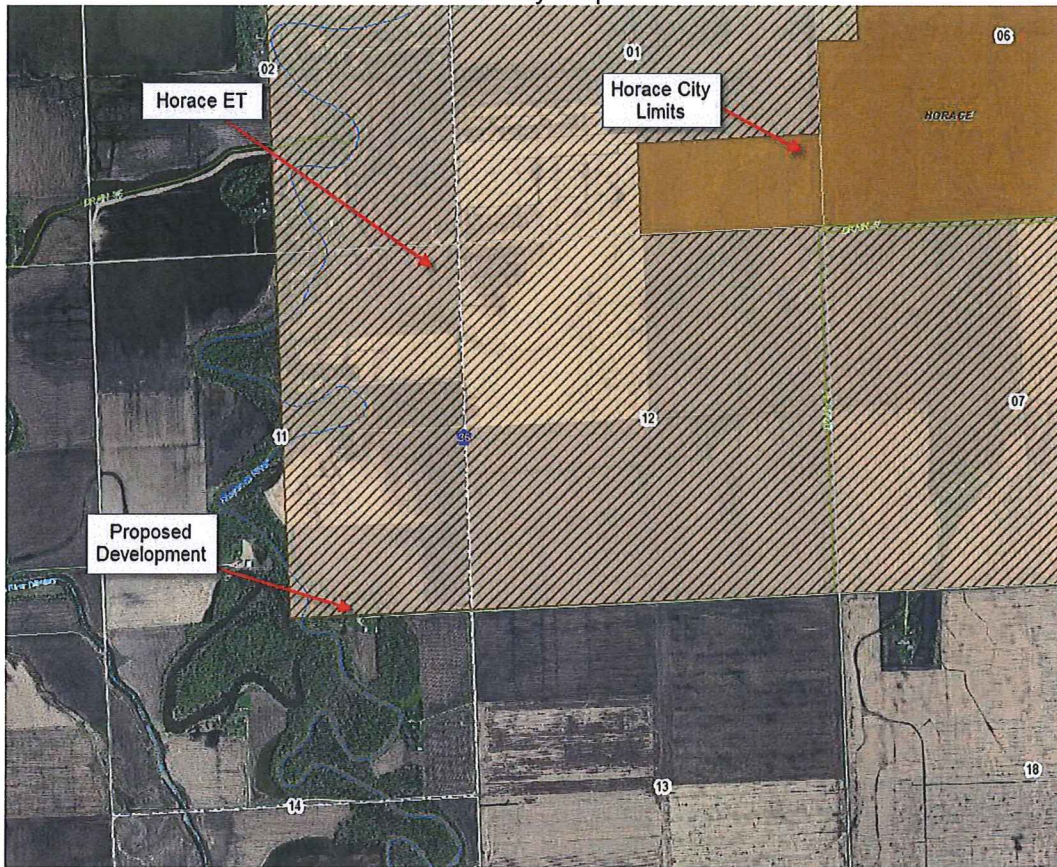 02
01
06
Horace ET
Horace City
Limits
HORACE
12
07
11
Proposed
Development
14
13
18